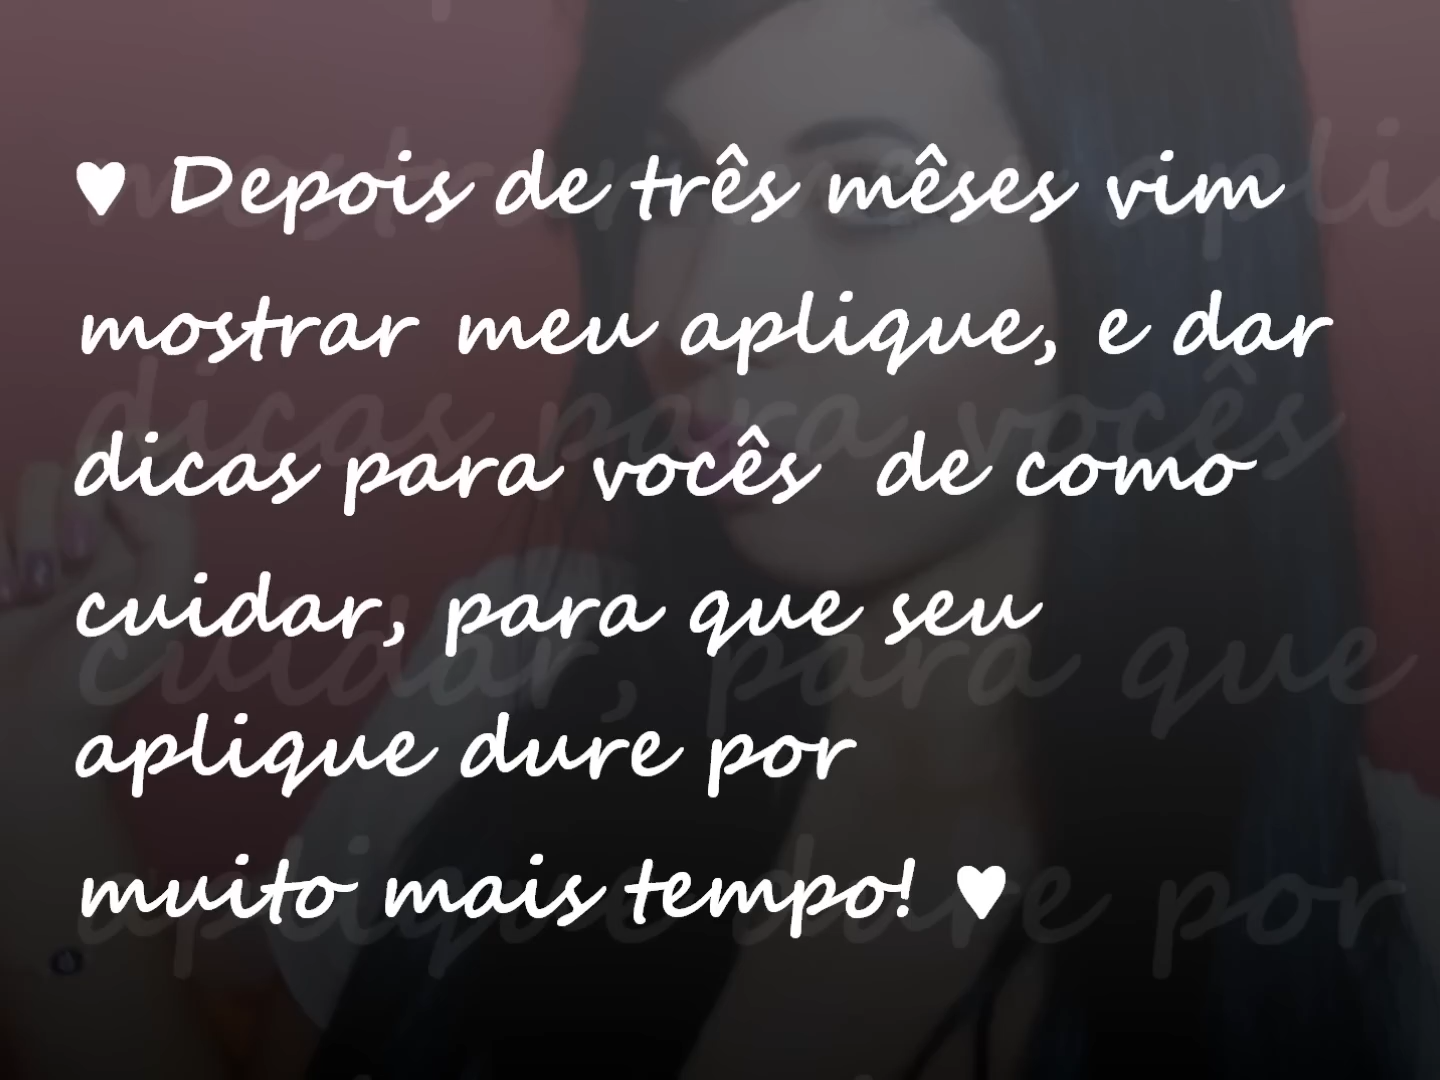 ♥ Depois de três mêses vim
mostrar meu aplique, e dar
dicas para vocês de como
cuidar, para que seu
aplique dure por
muito mais tempo! ♥